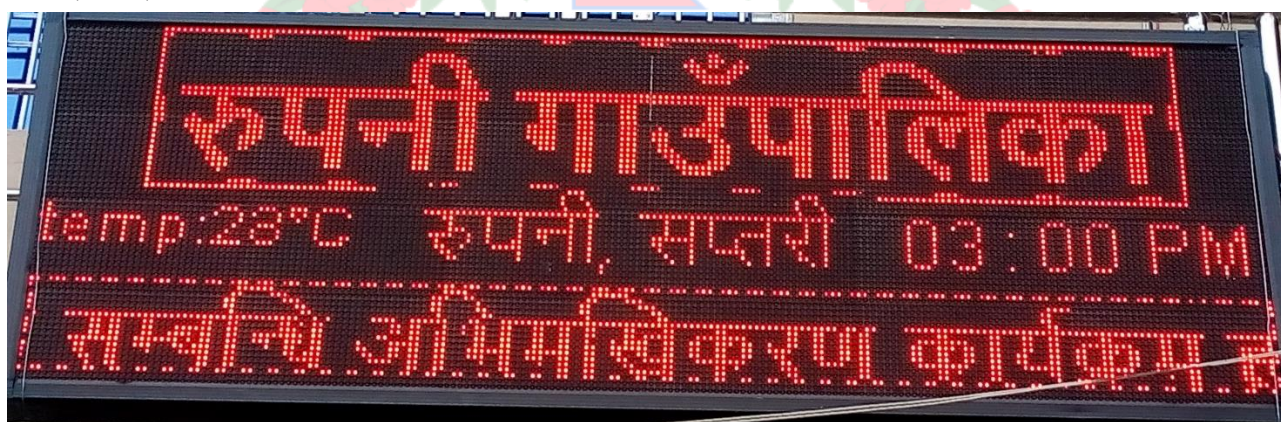 रुपनी गाउँपालिका
temp:28°C रुपनी, सप्तरी 03:00 PM
सम्बन्धि अभिमुखिकरण कार्यक्रम